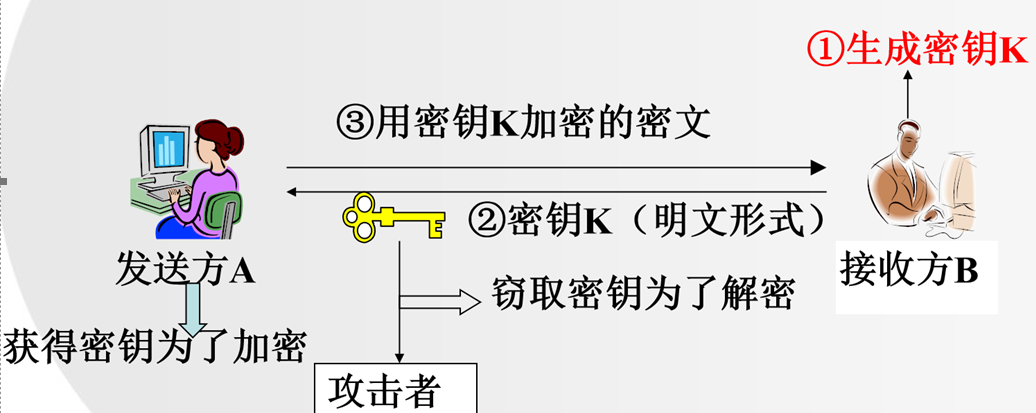 ①生成密钥K
③用密钥K加密的密文
②密钥K（明文形式）
发送方A
接收方B
窃取密钥为了解密
获得密钥为了加密
攻击者